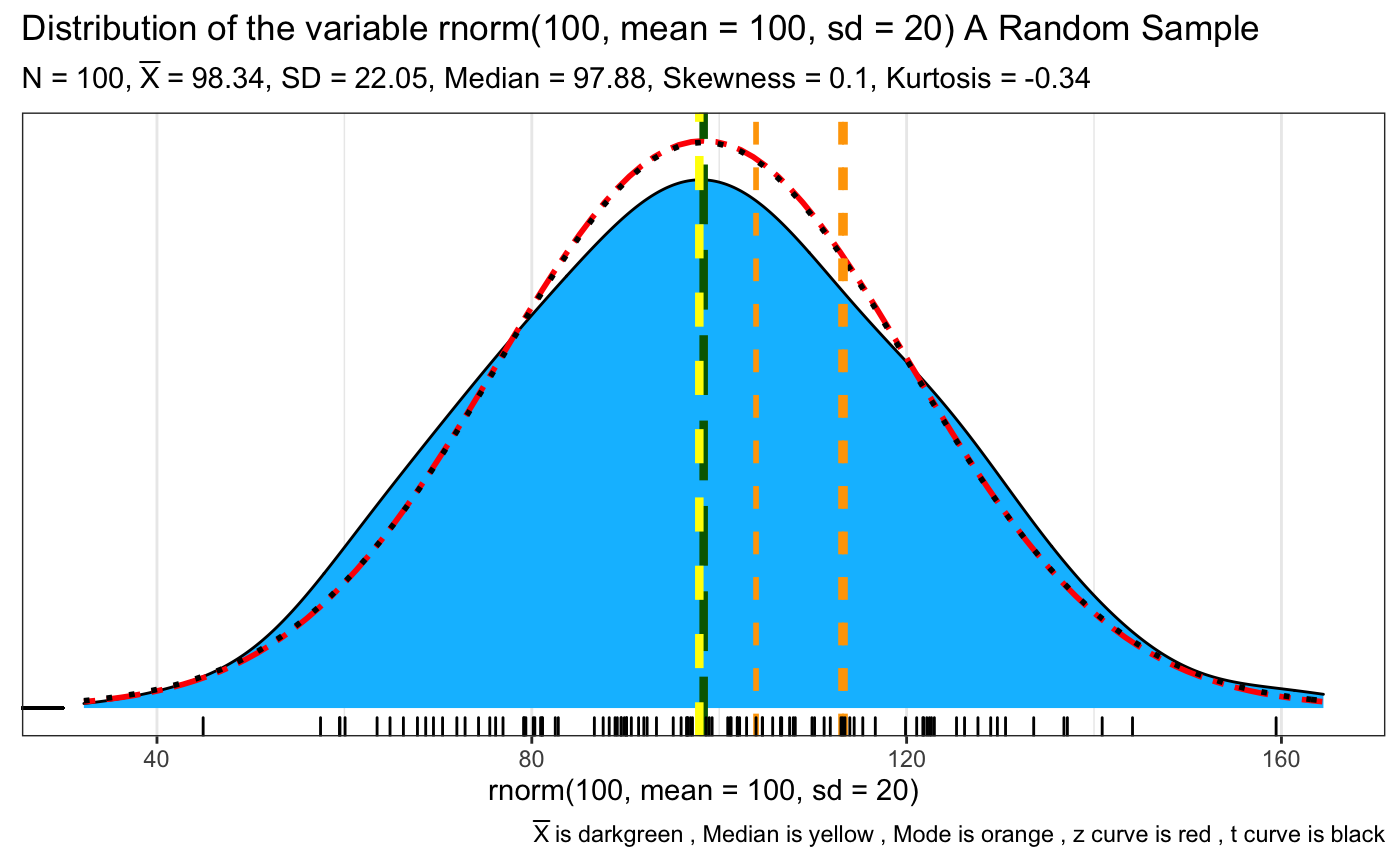 Distribution of the variable rnorm(100, mean = 100, sd = 20) A Random Sample
N = 100, X̅ = 98.34, SD = 22.05, Median = 97.88, Skewness = 0.1, Kurtosis = -0.34
40 80 120 160
rnorm(100, mean = 100, sd = 20)
X̅ is darkgreen , Median is yellow , Mode is orange , z curve is red , t curve is black